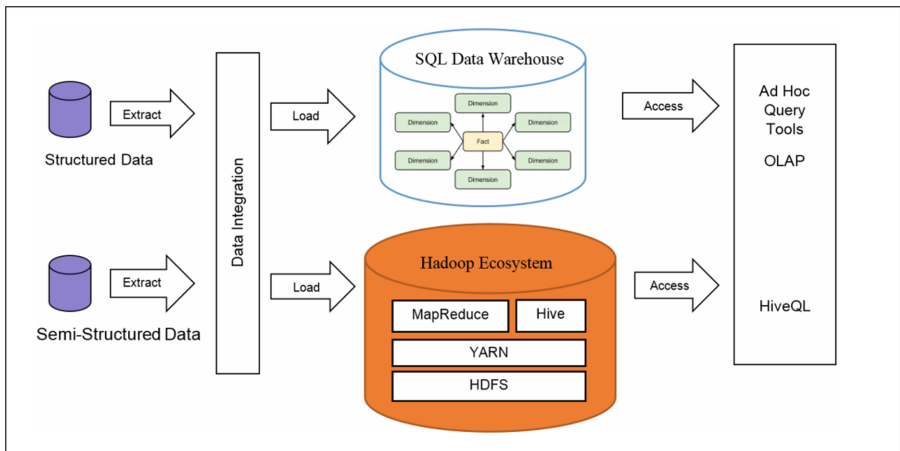 Structured Data
Extract
Semi-Structured Data
Extract
Data Integration
Load
Load
SQL Data Warehouse
Dimension
Dimension
Dimension
Fact
Dimension
Dimension
Dimension
Hadoop Ecosystem
MapReduce
Hive
YARN
HDFS
Access
Access
Ad Hoc
Query
Tools
OLAP
HiveQL